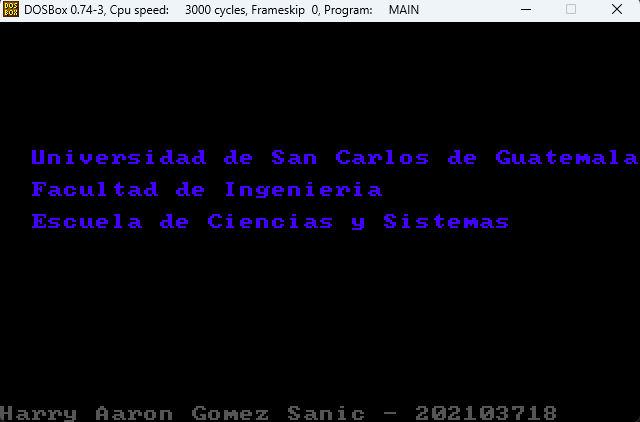 DOSBox 0.74-3, Cpu speed: 3000 cycles, Frameskip 0, Program: MAIN
Universidad de San Carlos de Guatemala
Facultad de Ingenieria
Escuela de Ciencias y Sistemas
Harry Aaron Gomez Sanic - 202103718